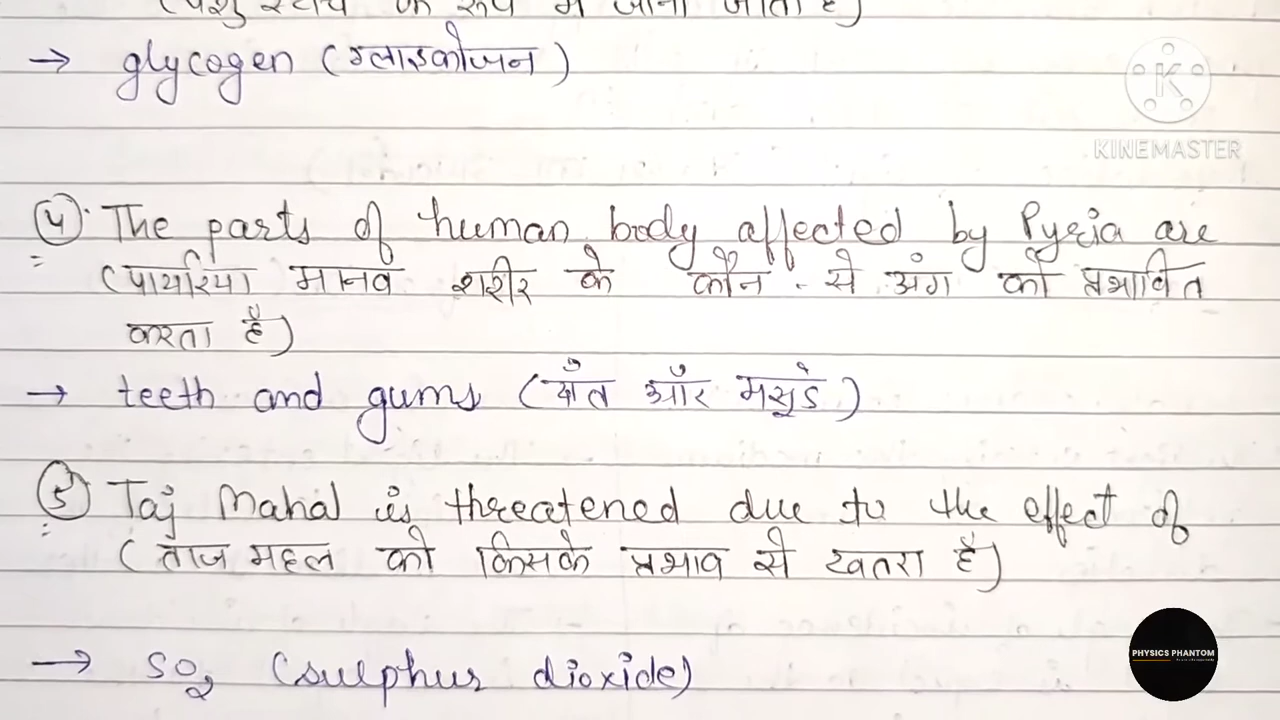 (पशु स्टार्च के रूप में जाना जाता है)
→ glycogen (ग्लाइकोजन)
KINEMASTER
④ The parts of human body affected by Pyria are
(पायरिया मानव शरीर के कौन-से अंग को प्रभावित
करता है)
→ teeth and gums (दाँत और मसूडे)
⑤ Taj Mahal is threatened due to the effect of
(ताज महल को किसके प्रभाव से खतरा है)
→ SO₂ (sulphur dioxide)
PHYSICS PHANTOM